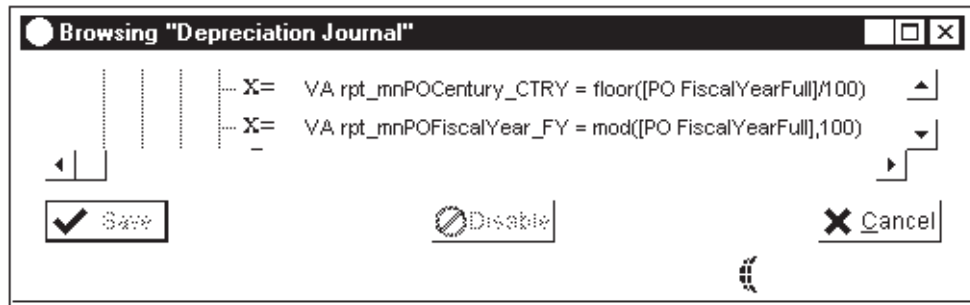 Browsing "Depreciation Journal"
X= VA rpt_mnPOCentury_CTRY = floor([PO FiscalYearFull]/100)
X= VA rpt_mnPOFiscalYear_FY = mod([PO FiscalYearFull],100)
Save Disable Cancel